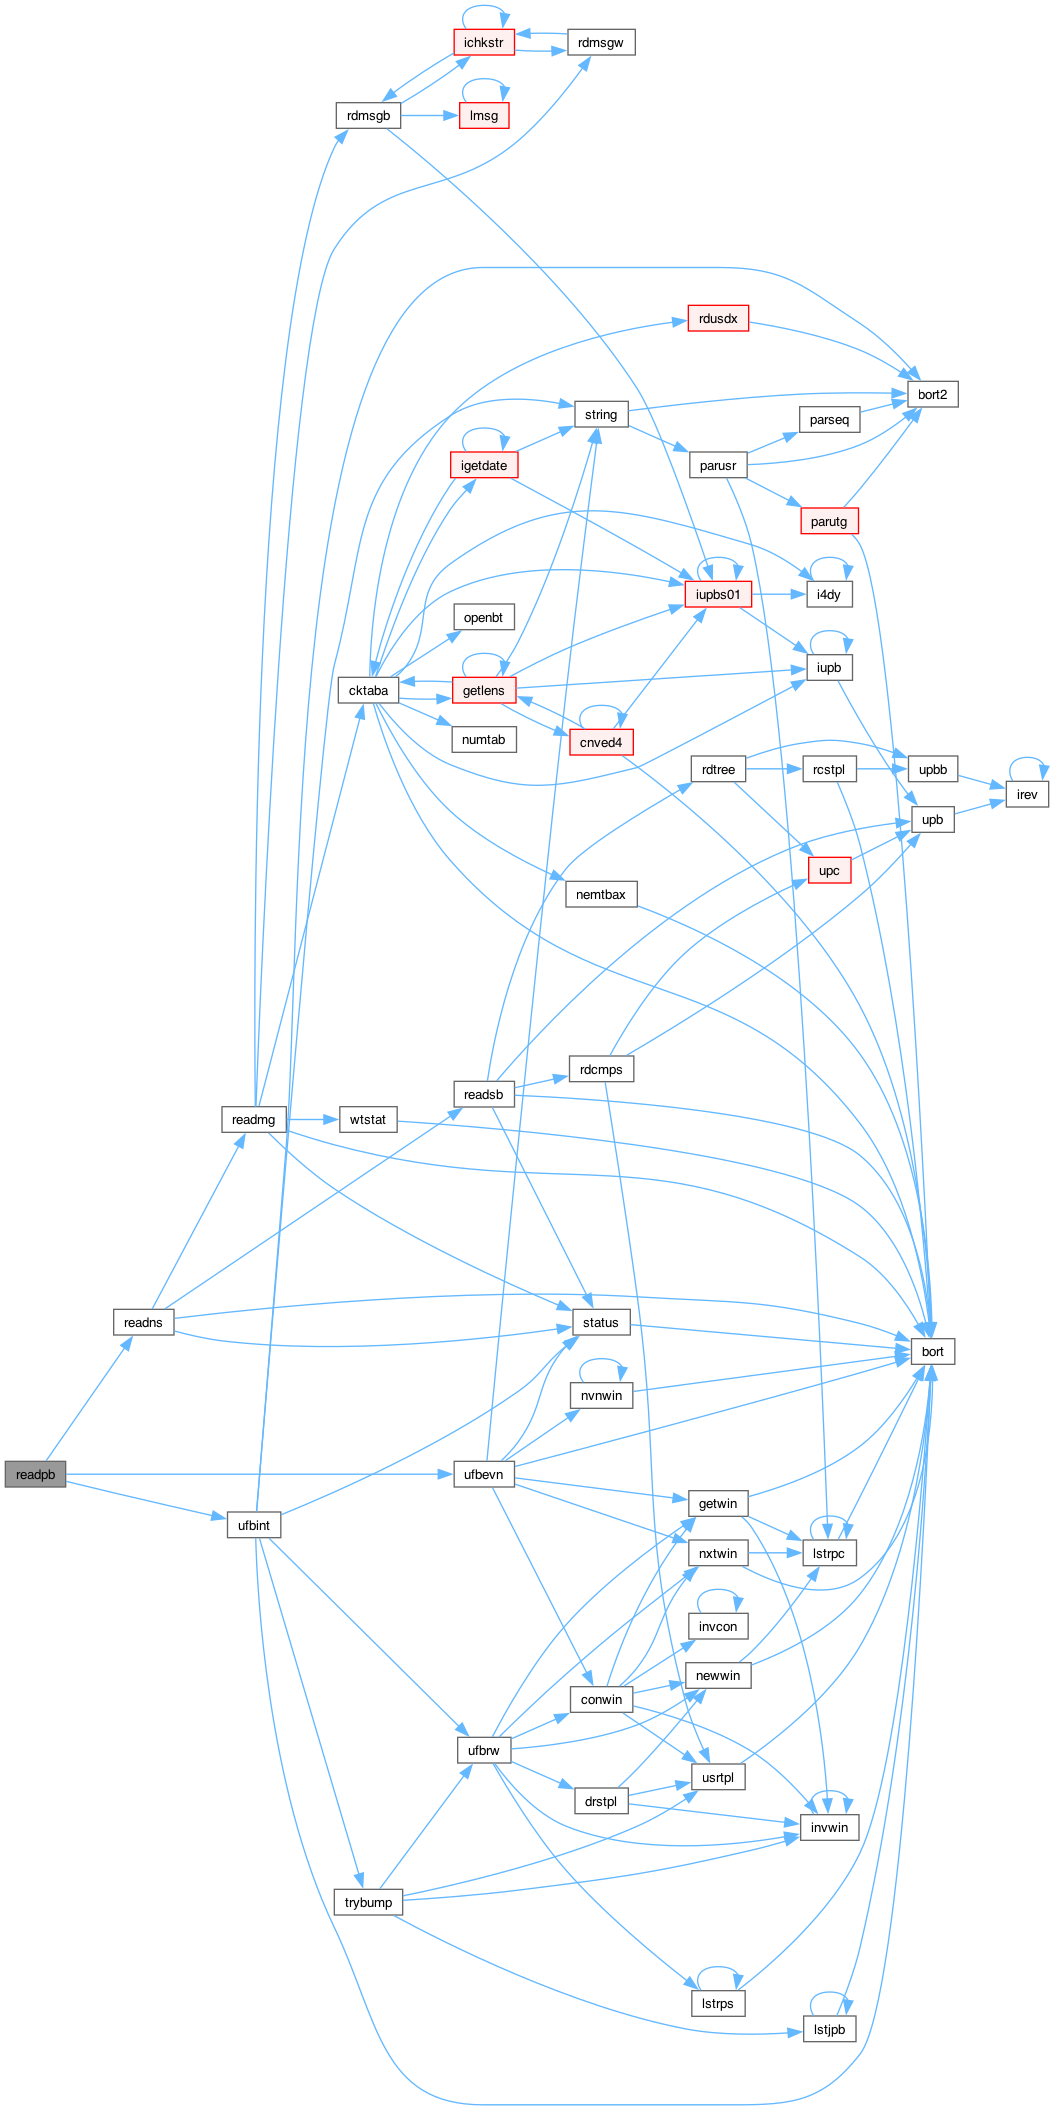 ichkstr
rdmsgw
rdmsgb
lmsg
rdusdx
bort2
string
parseq
igetdate
parusr
parutg
iupbs01
i4dy
openbt
iupb
cktaba
getlens
numtab
cnved4
rdtree
rcstpl
upbb
irev
upb
upc
nemtbax
rdcmps
readsb
readmg
wtstat
readns
status
bort
nvnwin
readpb
ufbevn
getwin
ufbint
nxtwin
lstrpc
invcon
newwin
conwin
ufbrw
usrtpl
drstpl
invwin
trybump
lstrps
lstjpb